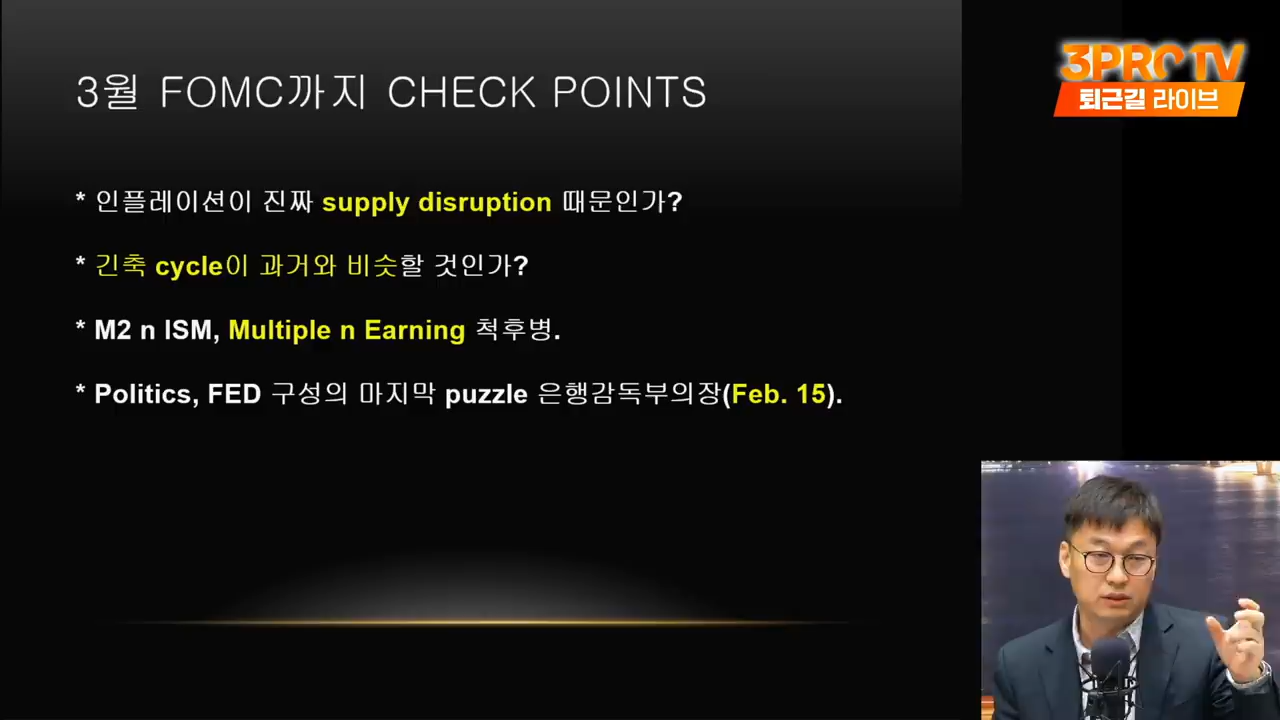 3월 FOMC까지 CHECK POINTS
3PRO TV
퇴근길 라이브
* 인플레이션이 진짜 supply disruption 때문인가?
* 긴축 cycle이 과거와 비슷할 것인가?
* M2 n ISM, Multiple n Earning 척후병.
* Politics, FED 구성의 마지막 puzzle 은행감독부의장(Feb. 15).